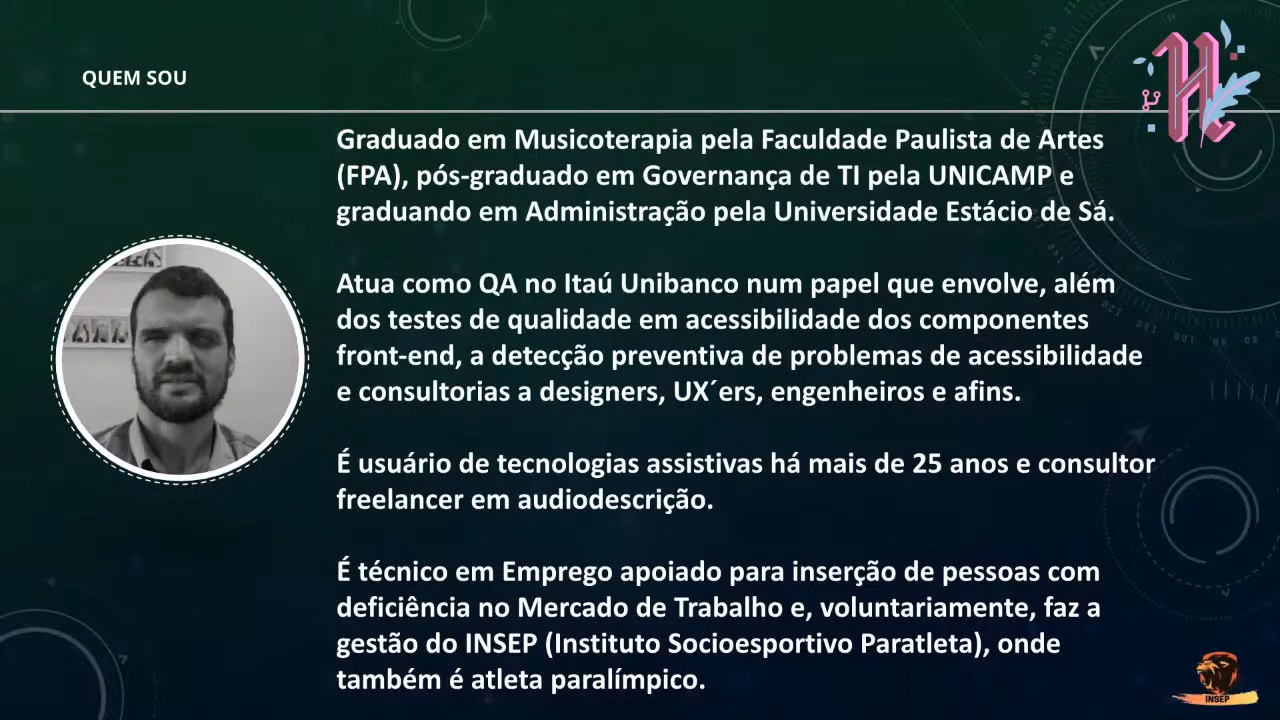 QUEM SOU
Graduado em Musicoterapia pela Faculdade Paulista de Artes
(FPA), pós-graduado em Governança de TI pela UNICAMP e
graduando em Administração pela Universidade Estácio de Sá.
Atua como QA no Itaú Unibanco num papel que envolve, além
dos testes de qualidade em acessibilidade dos componentes
front-end, a detecção preventiva de problemas de acessibilidade
e consultorias a designers, UX´ers, engenheiros e afins.
É usuário de tecnologias assistivas há mais de 25 anos e consultor
freelancer em audiodescrição.
É técnico em Emprego apoiado para inserção de pessoas com
deficiência no Mercado de Trabalho e, voluntariamente, faz a
gestão do INSEP (Instituto Socioesportivo Paratleta), onde
também é atleta paralímpico.
INSEP